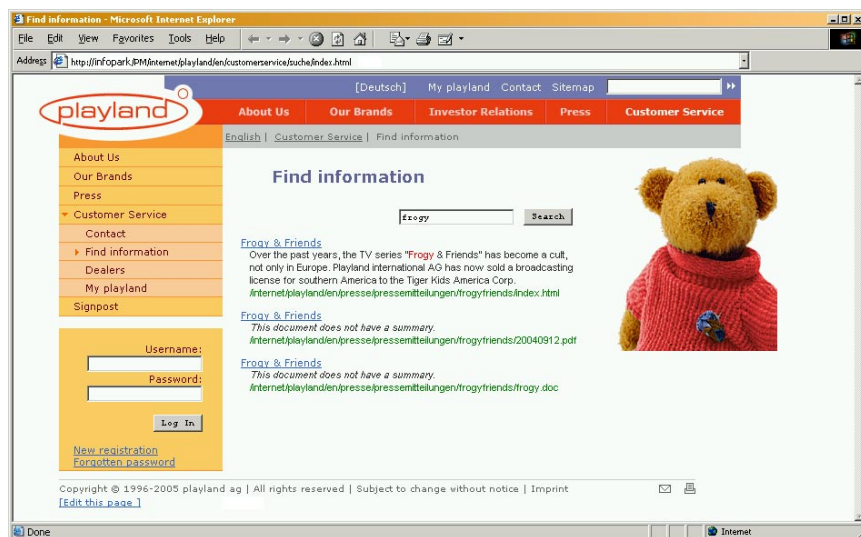 Find information - Microsoft Internet Explorer
File Edit View Favorites Tools Help
Address http://infopark/PM/internet/playland/en/customerservice/suche/index.html
[Deutsch] My playland Contact Sitemap
playland
About Us Our Brands Investor Relations Press Customer Service
English | Customer Service | Find information
About Us
Our Brands
Press
Customer Service
Contact
Find information
Dealers
My playland
Signpost
Username:
Password:
Log In
New registration
Forgotten password
Find information
frogy Search
Frogy & Friends
Over the past years, the TV series "Frogy & Friends" has become a cult,
not only in Europe. Playland international AG has now sold a broadcasting
license for southern America to the Tiger Kids America Corp.
/internet/playland/en/presse/pressemitteilungen/frogyfriends/index.html
Frogy & Friends
This document does not have a summary.
/internet/playland/en/presse/pressemitteilungen/frogyfriends/20040912.pdf
Frogy & Friends
This document does not have a summary.
/internet/playland/en/presse/pressemitteilungen/frogyfriends/frogy.doc
Copyright © 1996-2005 playland ag | All rights reserved | Subject to change without notice | Imprint
[Edit this page ]
Done Internet